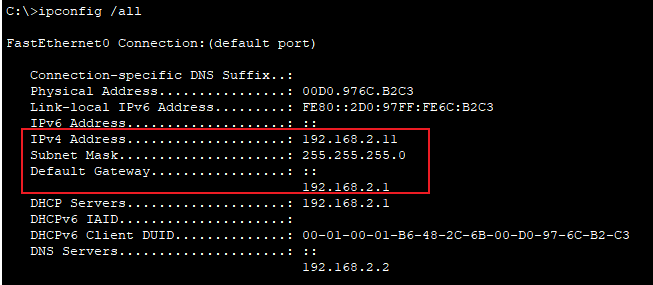 C:\>ipconfig /all
FastEthernet0 Connection:(default port)
Connection-specific DNS Suffix..:
Physical Address................: 00D0.976C.B2C3
Link-local IPv6 Address.........: FE80::2D0:97FF:FE6C:B2C3
IPv6 Address....................: ::
IPv4 Address....................: 192.168.2.11
Subnet Mask.....................: 255.255.255.0
Default Gateway.................: ::
192.168.2.1
DHCP Servers....................: 192.168.2.1
DHCPv6 IAID.....................:
DHCPv6 Client DUID..............: 00-01-00-01-B6-48-2C-6B-00-D0-97-6C-B2-C3
DNS Servers.....................: ::
192.168.2.2